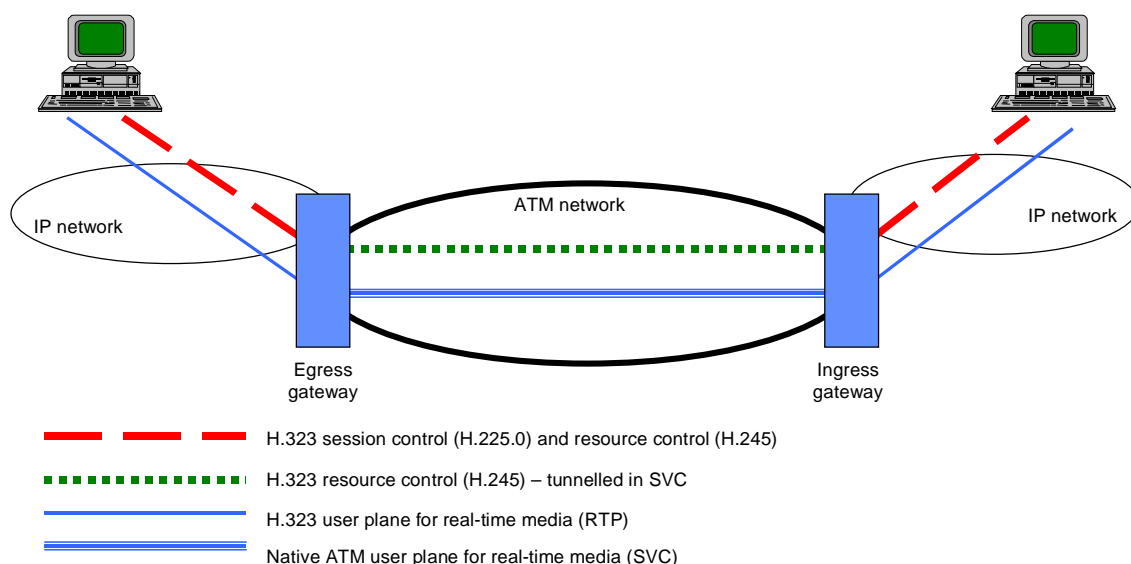 ATM network
IP network
IP network
Egress
gateway
Ingress
gateway
H.323 session control (H.225.0) and resource control (H.245)
H.323 resource control (H.245) – tunnelled in SVC
H.323 user plane for real-time media (RTP)
Native ATM user plane for real-time media (SVC)